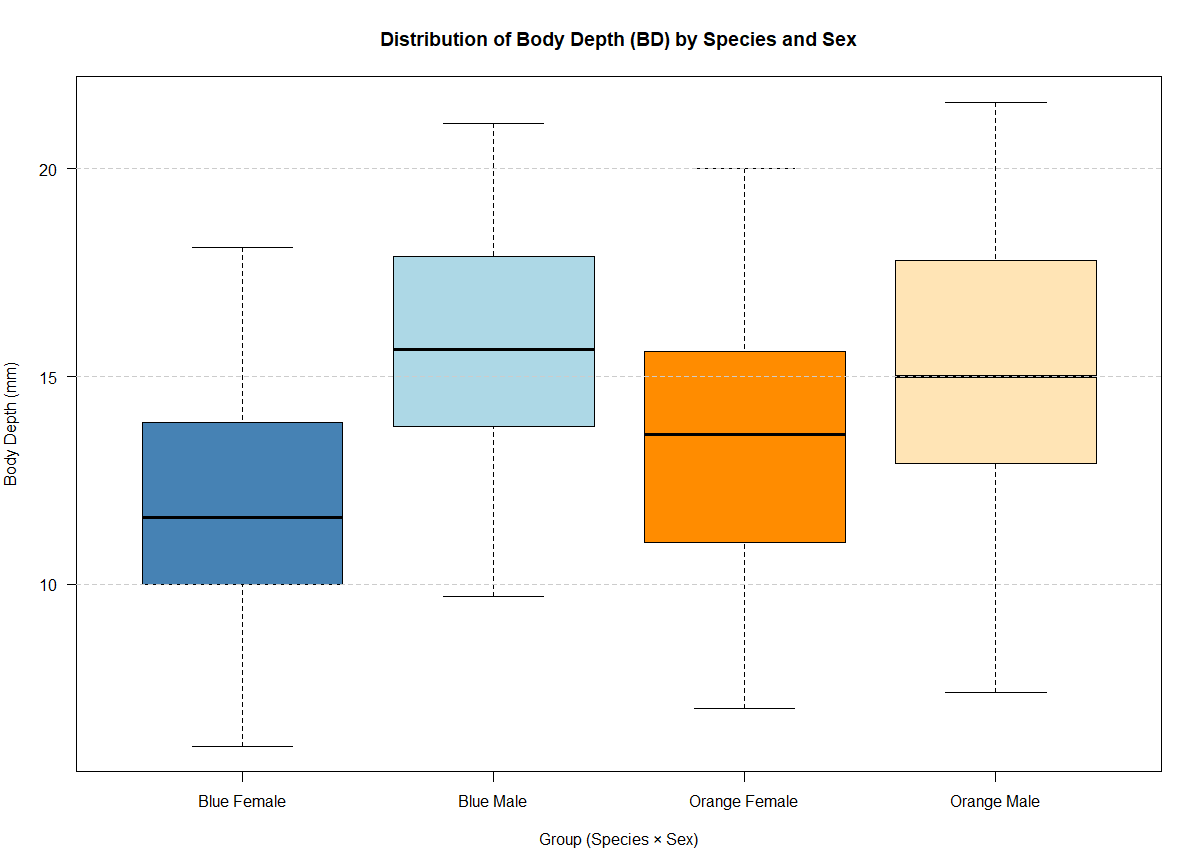 Distribution of Body Depth (BD) by Species and Sex
20
15
10
Body Depth (mm)
Blue Female
Blue Male
Orange Female
Orange Male
Group (Species × Sex)